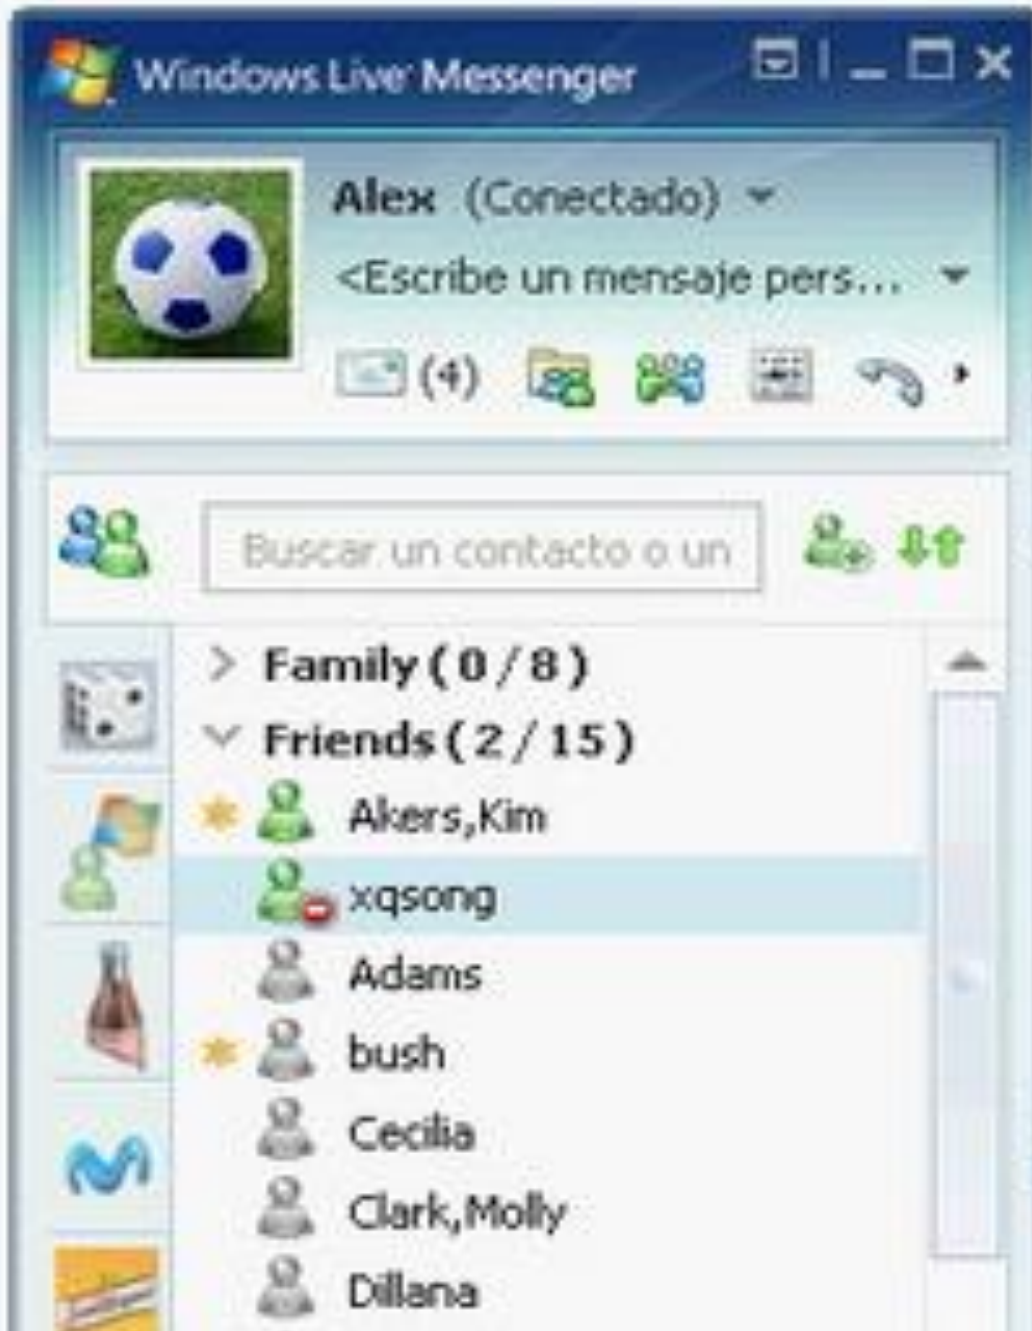 Windows Live Messenger
Alex (Conectado)
<Escribe un mensaje pers...
(4)
Buscar un contacto o un
Family ( 0 / 8 )
Friends ( 2 / 15 )
Akers,Kim
xqsong
Adams
bush
Cecilia
Clark,Molly
Dillana